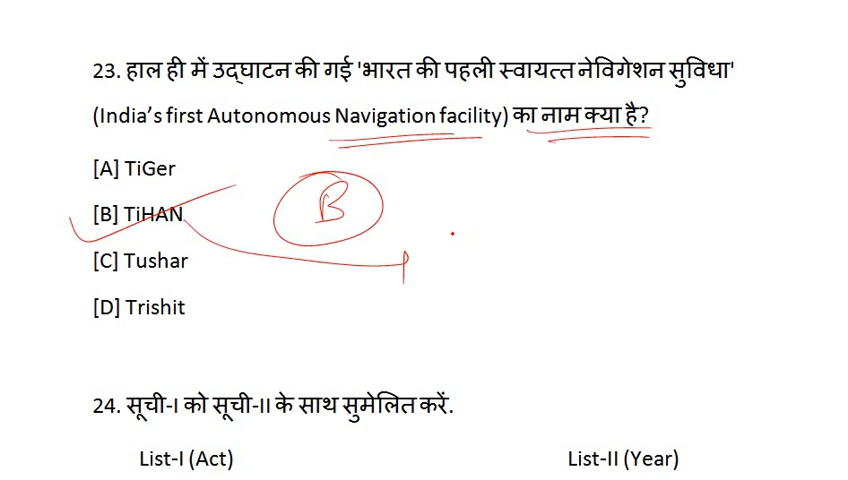 23. हाल ही में उद्घाटन की गई 'भारत की पहली स्वायत्त नेविगेशन सुविधा'
(India's first Autonomous Navigation facility) का नाम क्या है?
[A] TiGer
[B] TiHAN
B
[C] Tushar
[D] Trishit
24. सूची-I को सूची-II के साथ सुमेलित करें.
List-I (Act) List-II (Year)